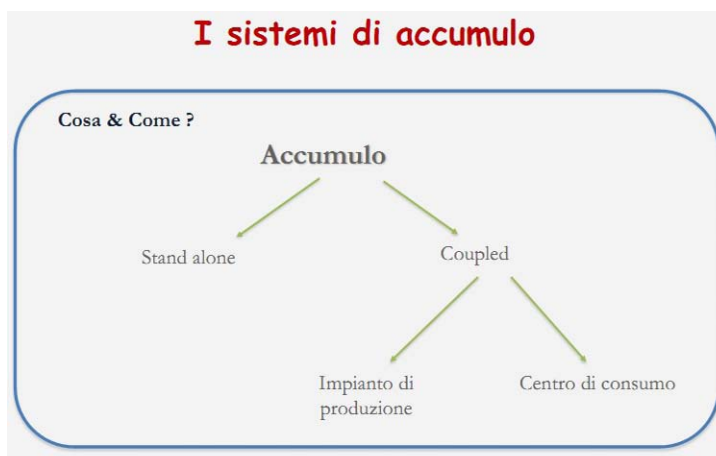 I sistemi di accumulo
Cosa & Come ?
Accumulo
Stand alone
Coupled
Impianto di
produzione
Centro di consumo